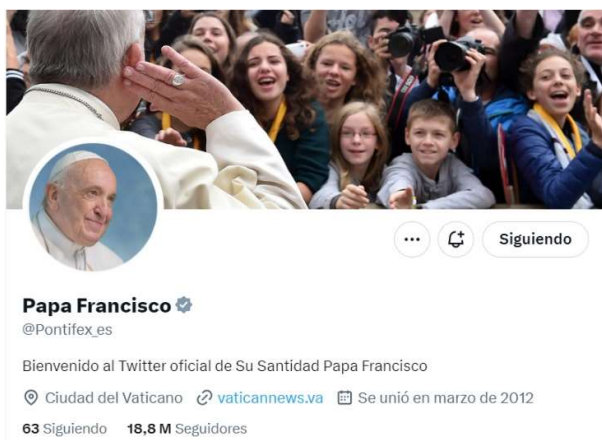 Siguiendo
Papa Francisco
@Pontifex_es
Bienvenido al Twitter oficial de Su Santidad Papa Francisco
Ciudad del Vaticano vaticannews.va Se unió en marzo de 2012
63 Siguiendo 18,8 M Seguidores